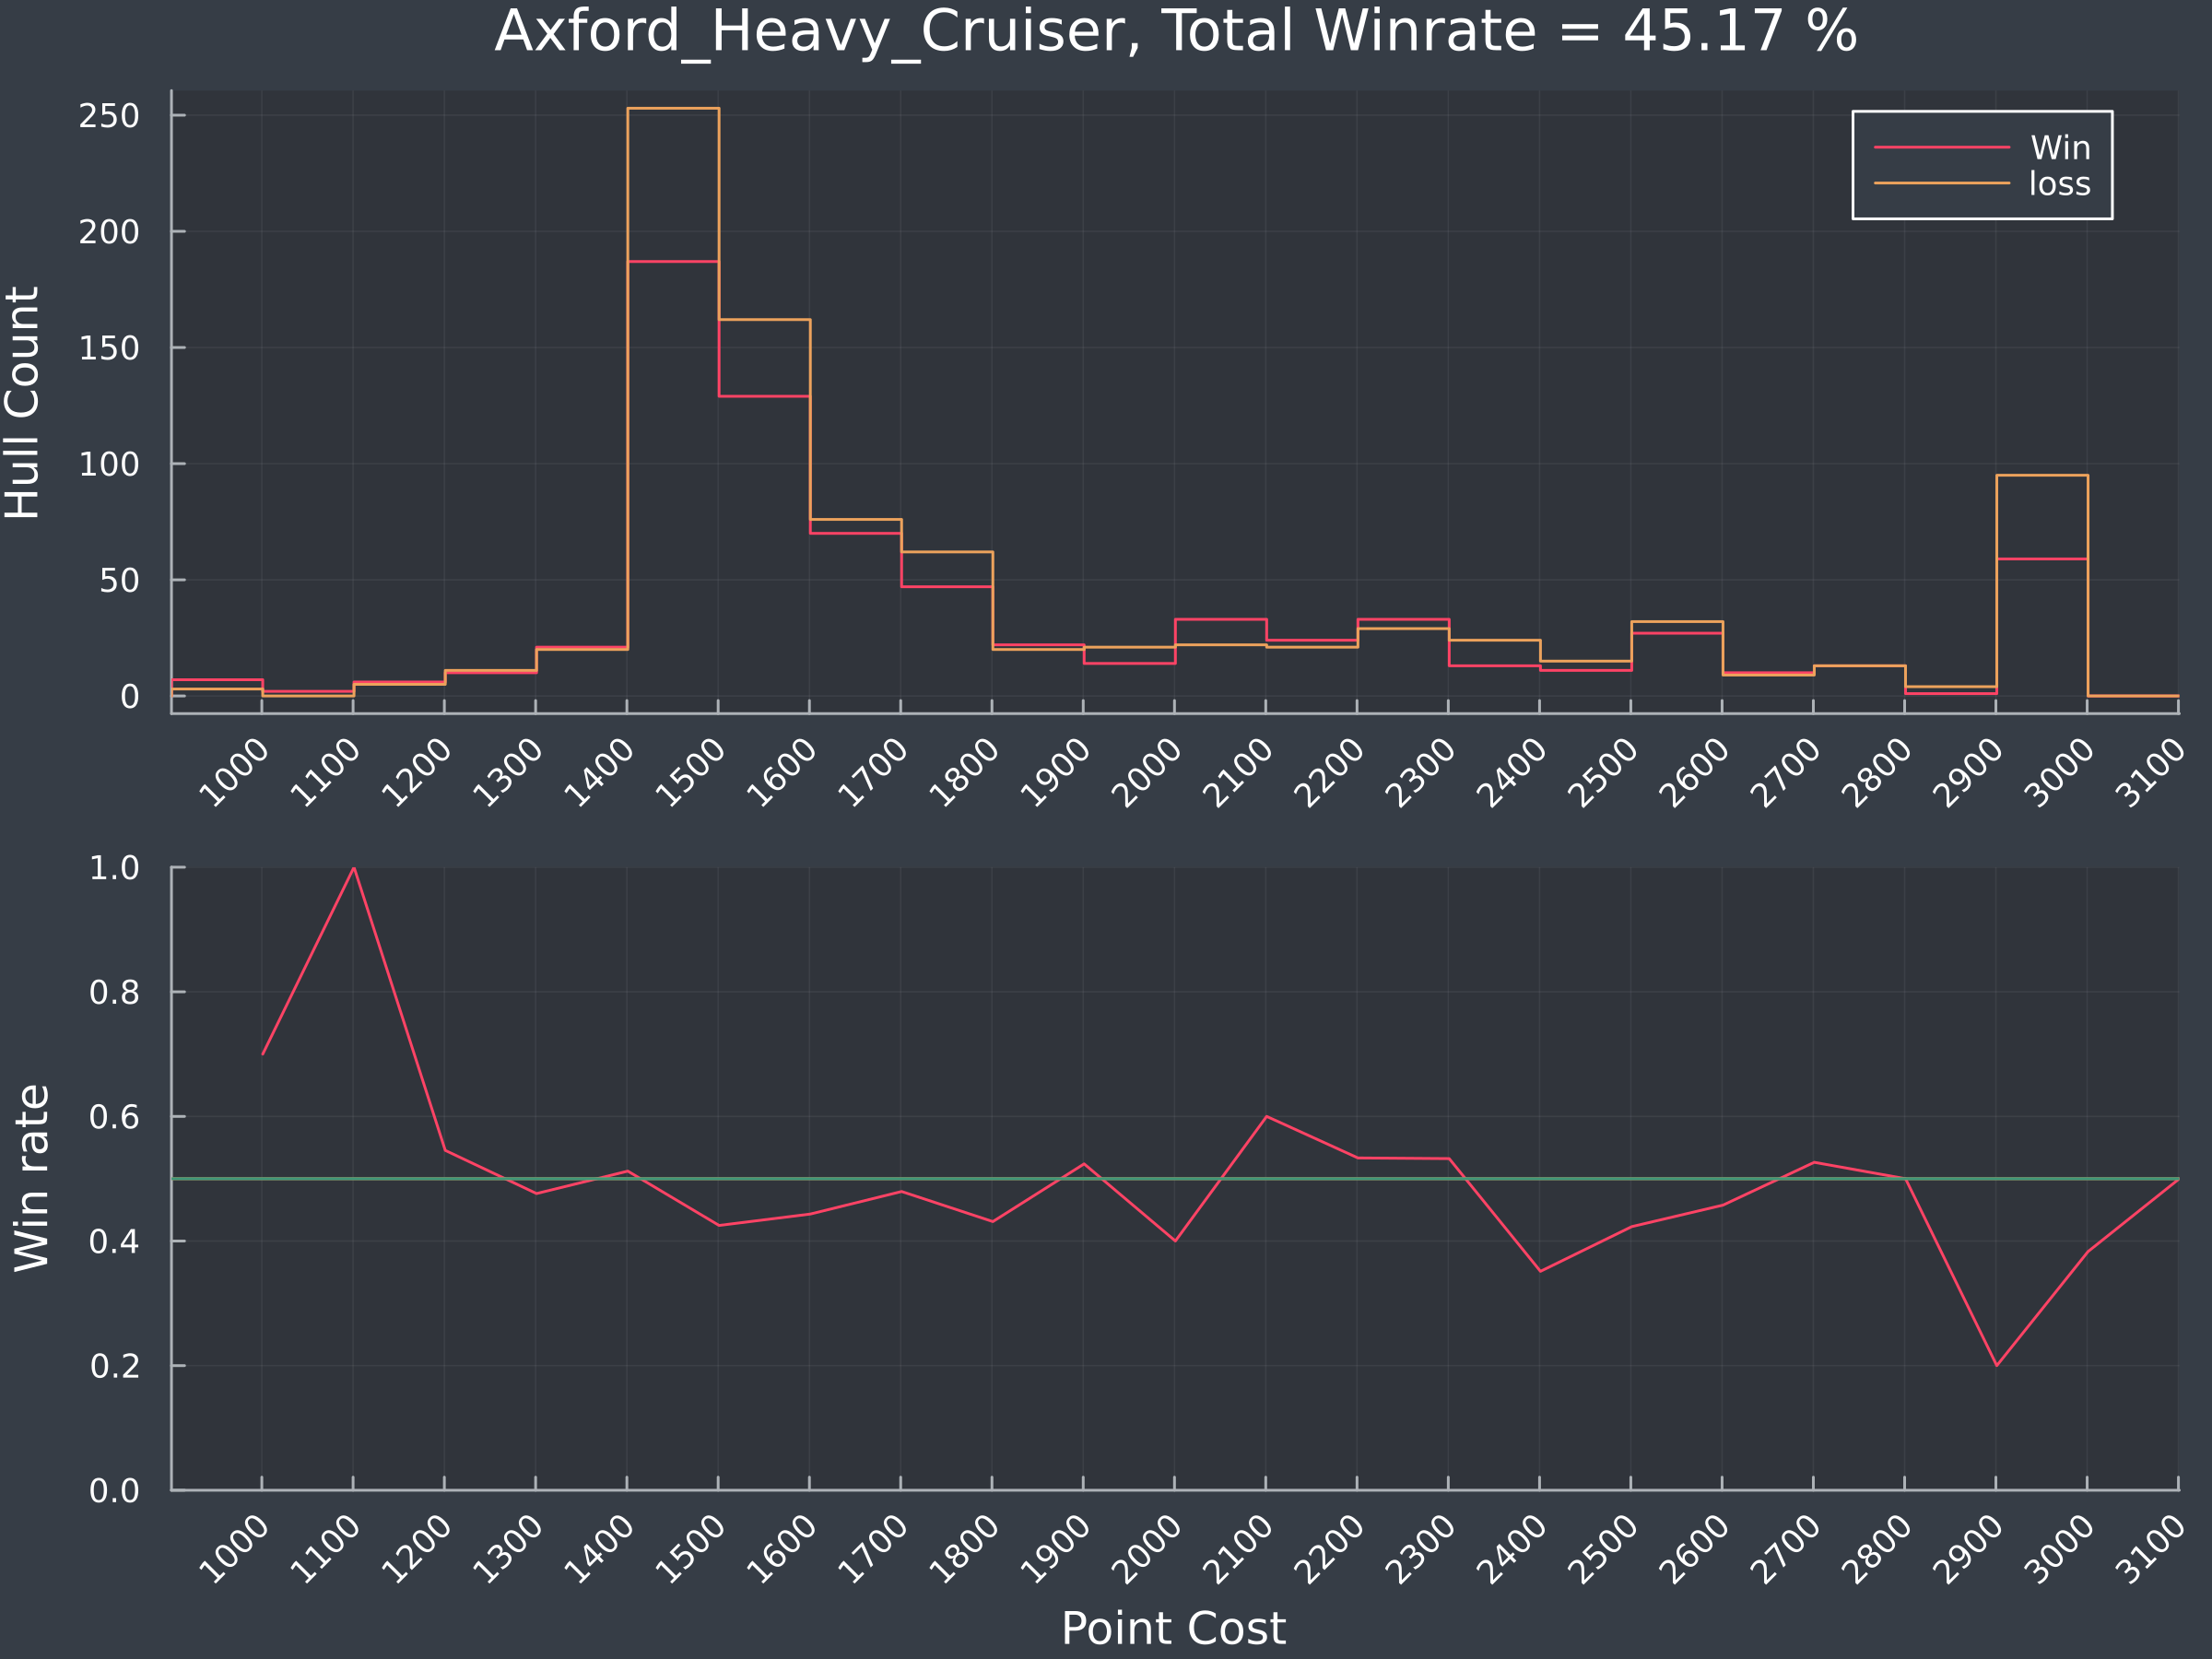 Axford_Heavy_Cruiser, Total Winrate = 45.17 %
Hull Count
250
200
150
100
50
0
Win
loss
1000 1100 1200 1300 1400 1500 1600 1700 1800 1900 2000 2100 2200 2300 2400 2500 2600 2700 2800 2900 3000 3100
Win rate
1.0
0.8
0.6
0.4
0.2
0.0
1000 1100 1200 1300 1400 1500 1600 1700 1800 1900 2000 2100 2200 2300 2400 2500 2600 2700 2800 2900 3000 3100
Point Cost